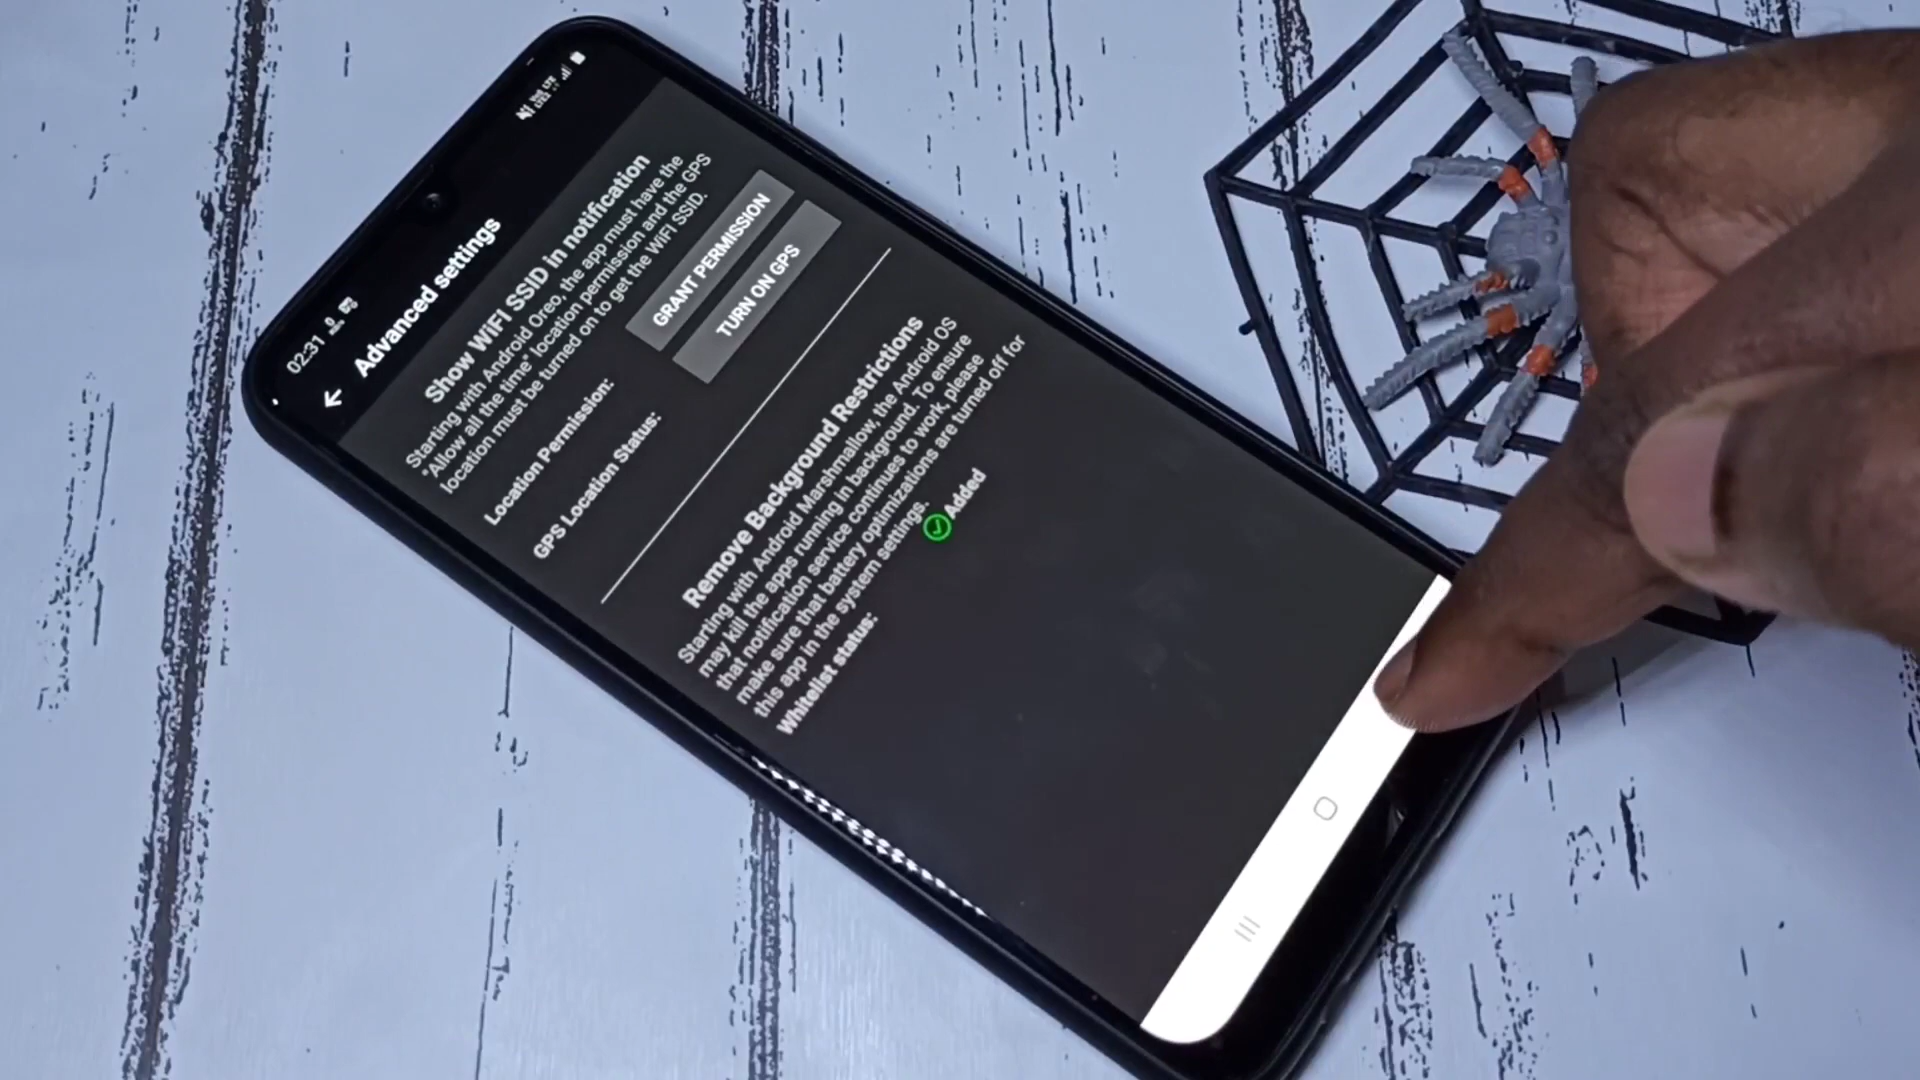 02:31
Advanced settings
Show WiFI SSID in notification
Starting with Android Oreo, the app must have the
"Allow all the time" location permission and the GPS
location must be turned on to get the WiFI SSID.
Location Permission:
GRANT PERMISSION
GPS Location Status:
TURN ON GPS
Remove Background Restrictions
Starting with Android Marshmallow, the Android OS
may kill the apps running in background. To ensure
that notification service continues to work, please
make sure that battery optimizations are turned off for
this app in the system settings.
Whitelist status:
Added